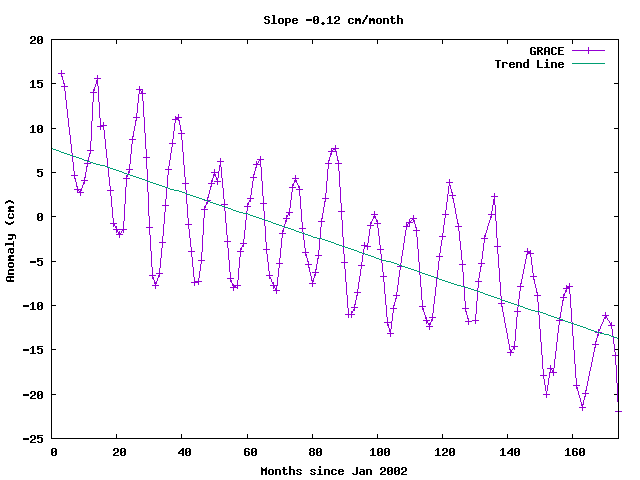 Slope -0.12 cm/month
GRACE
Trend Line
Anomaly (cm)
20
15
10
5
0
-5
-10
-15
-20
-25
0 20 40 60 80 100 120 140 160
Months since Jan 2002